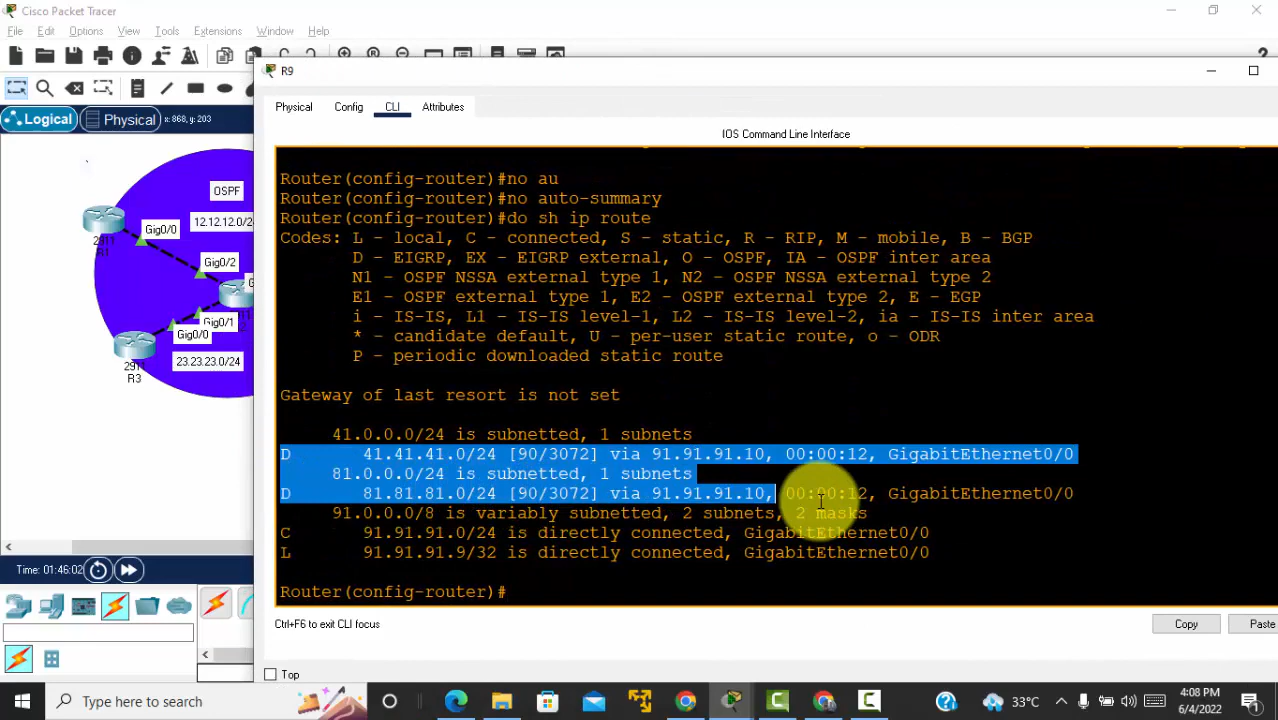 Cisco Packet Tracer
File Edit Options View Tools Extensions Window Help
R9
Logical Physical x: 868, y: 203
Physical Config CLI Attributes
IOS Command Line Interface
Router(config-router)#no au
Router(config-router)#no auto-summary
Router(config-router)#do sh ip route
Codes: L - local, C - connected, S - static, R - RIP, M - mobile, B - BGP
D - EIGRP, EX - EIGRP external, O - OSPF, IA - OSPF inter area
N1 - OSPF NSSA external type 1, N2 - OSPF NSSA external type 2
E1 - OSPF external type 1, E2 - OSPF external type 2, E - EGP
i - IS-IS, L1 - IS-IS level-1, L2 - IS-IS level-2, ia - IS-IS inter area
* - candidate default, U - per-user static route, o - ODR
P - periodic downloaded static route
Gateway of last resort is not set
41.0.0.0/24 is subnetted, 1 subnets
D 41.41.41.0/24 [90/3072] via 91.91.91.10, 00:00:12, GigabitEthernet0/0
81.0.0.0/24 is subnetted, 1 subnets
D 81.81.81.0/24 [90/3072] via 91.91.91.10, 00:00:12, GigabitEthernet0/0
91.0.0.0/8 is variably subnetted, 2 subnets, 2 masks
C 91.91.91.0/24 is directly connected, GigabitEthernet0/0
L 91.91.91.9/32 is directly connected, GigabitEthernet0/0
Router(config-router)#
Ctrl+F6 to exit CLI focus
Copy Paste
Top
OSPF
12.12.12.0/24
Gig0/0
2911
R1
Gig0/2
Gig0/1
Gig0/0
2911
R3
23.23.23.0/24
Time: 01:46:02
Type here to search
33°C
4:08 PM
6/4/2022
1